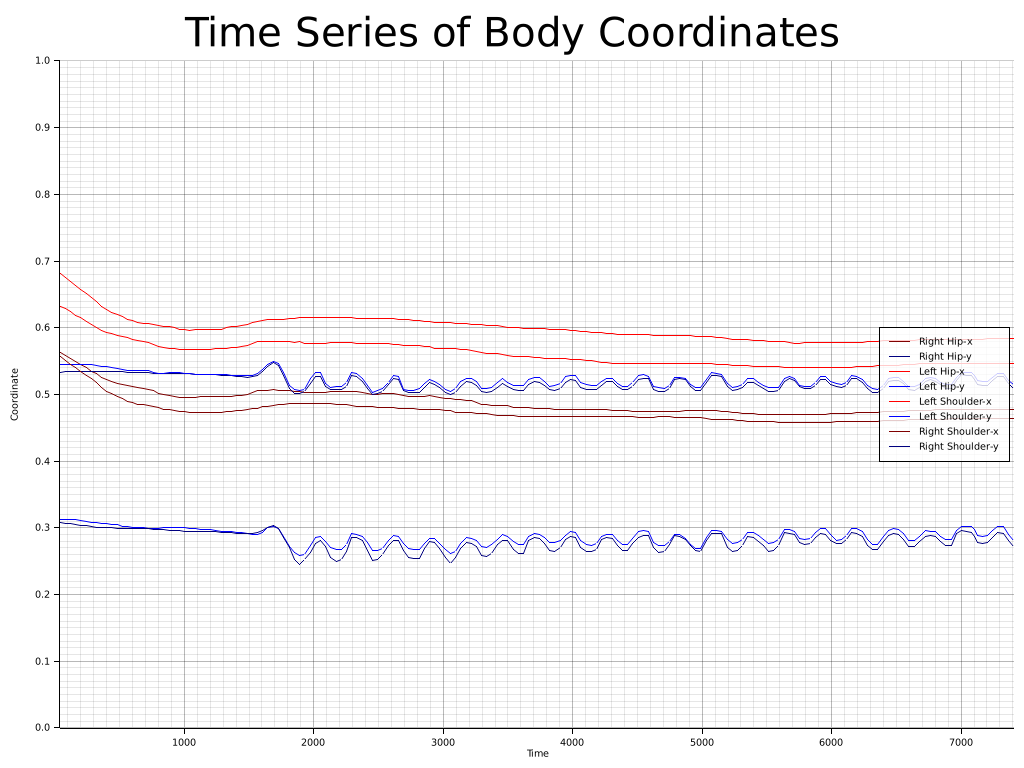 Time Series of Body Coordinates
1.0
0.9
0.8
0.7
0.6
0.5
0.4
0.3
0.2
0.1
0.0
Coordinate
Right Hip-x
Right Hip-y
Left Hip-x
Left Hip-y
Left Shoulder-x
Left Shoulder-y
Right Shoulder-x
Right Shoulder-y
1000 2000 3000 4000 5000 6000 7000
Time